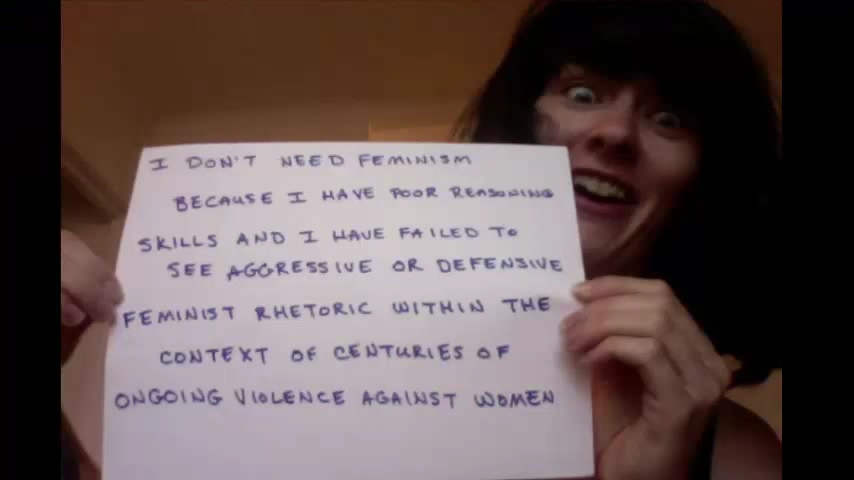 I DON'T NEED FEMINISM
BECAUSE I HAVE POOR REASONING
SKILLS AND I HAVE FAILED TO
SEE AGGRESSIVE OR DEFENSIVE
FEMINIST RHETORIC WITHIN THE
CONTEXT OF CENTURIES OF
ONGOING VIOLENCE AGAINST WOMEN